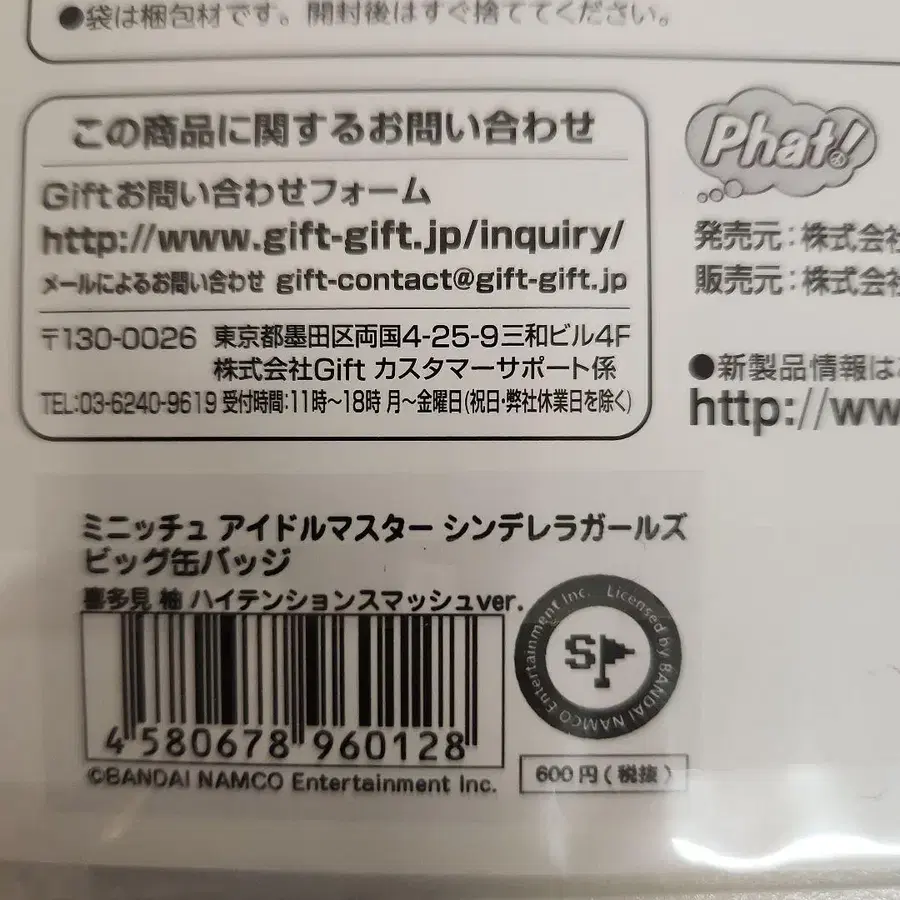 ●袋は梱包材です。開封後はすぐ捨ててください。
この商品に関するお問い合わせ
Giftお問い合わせフォーム
http://www.gift-gift.jp/inquiry/
メールによるお問い合わせ gift-contact@gift-gift.jp
〒130-0026 東京都墨田区両国4-25-9三和ビル4F
株式会社Gift カスタマーサポート係
TEL:03-6240-9619 受付時間:11時～18時 月～金曜日(祝日・弊社休業日を除く)
Phat!
発売元:株式会社
販売元:株式会社
●新製品情報は
http://ww
ミニッチュ アイドルマスター シンデレラガールズ
ビッグ缶バッジ
喜多見 柚 ハイテンションスマッシュver.
4 580678 960128
©BANDAI NAMCO Entertainment Inc.
Licensed by BANDAI NAMCO Entertainment Inc.
S
600円(税抜)